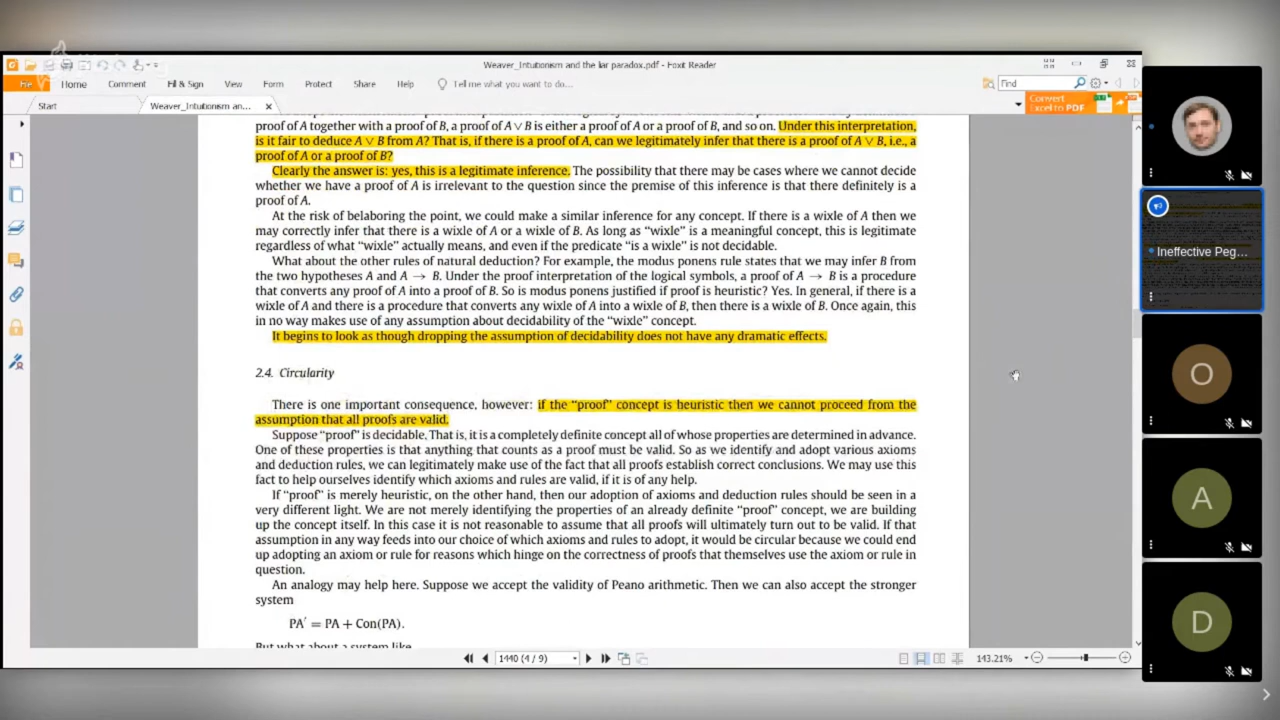 Weaver_Intutionism and the liar paradox.pdf - Foxit Reader
File
Home
Comment
Fill & Sign
View
Form
Protect
Share
Help
Tell me what you want to do...
Find
Start
Weaver_Intuitionism an...
Convert
Excel to PDF
proof of A together with a proof of B, a proof of A ∨ B is either a proof of A or a proof of B, and so on. Under this interpretation,
is it fair to deduce A ∨ B from A? That is, if there is a proof of A, can we legitimately infer that there is a proof of A ∨ B, i.e., a
proof of A or a proof of B?
Clearly the answer is: yes, this is a legitimate inference. The possibility that there may be cases where we cannot decide
whether we have a proof of A is irrelevant to the question since the premise of this inference is that there definitely is a
proof of A.
At the risk of belaboring the point, we could make a similar inference for any concept. If there is a wixle of A then we
may correctly infer that there is a wixle of A or a wixle of B. As long as “wixle” is a meaningful concept, this is legitimate
regardless of what “wixle” actually means, and even if the predicate “is a wixle” is not decidable.
What about the other rules of natural deduction? For example, the modus ponens rule states that we may infer B from
the two hypotheses A and A → B. Under the proof interpretation of the logical symbols, a proof of A → B is a procedure
that converts any proof of A into a proof of B. So is modus ponens justified if proof is heuristic? Yes. In general, if there is a
wixle of A and there is a procedure that converts any wixle of A into a wixle of B, then there is a wixle of B. Once again, this
in no way makes use of any assumption about decidability of the “wixle” concept.
It begins to look as though dropping the assumption of decidability does not have any dramatic effects.
2.4. Circularity
There is one important consequence, however: if the “proof” concept is heuristic then we cannot proceed from the
assumption that all proofs are valid.
Suppose “proof” is decidable. That is, it is a completely definite concept all of whose properties are determined in advance.
One of these properties is that anything that counts as a proof must be valid. So as we identify and adopt various axioms
and deduction rules, we can legitimately make use of the fact that all proofs establish correct conclusions. We may use this
fact to help ourselves identify which axioms and rules are valid, if it is of any help.
If “proof” is merely heuristic, on the other hand, then our adoption of axioms and deduction rules should be seen in a
very different light. We are not merely identifying the properties of an already definite “proof” concept, we are building
up the concept itself. In this case it is not reasonable to assume that all proofs will ultimately turn out to be valid. If that
assumption in any way feeds into our choice of which axioms and rules to adopt, it would be circular because we could end
up adopting an axiom or rule for reasons which hinge on the correctness of proofs that themselves use the axiom or rule in
question.
An analogy may help here. Suppose we accept the validity of Peano arithmetic. Then we can also accept the stronger
system
PA′ = PA + Con(PA).
But what about a system like
1440 (4 / 9)
143.21%
Ineffective Peg...
O
A
D